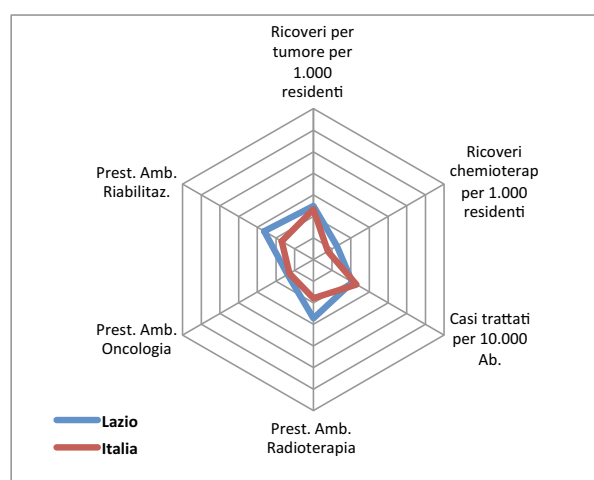 Ricoveri per
tumore per
1.000
residenti
Ricoveri
chemioterap
per 1.000
residenti
Casi trattati
per 10.000
Ab.
Prest. Amb.
Radioterapia
Prest. Amb.
Oncologia
Prest. Amb.
Riabilitaz.
Lazio
Italia